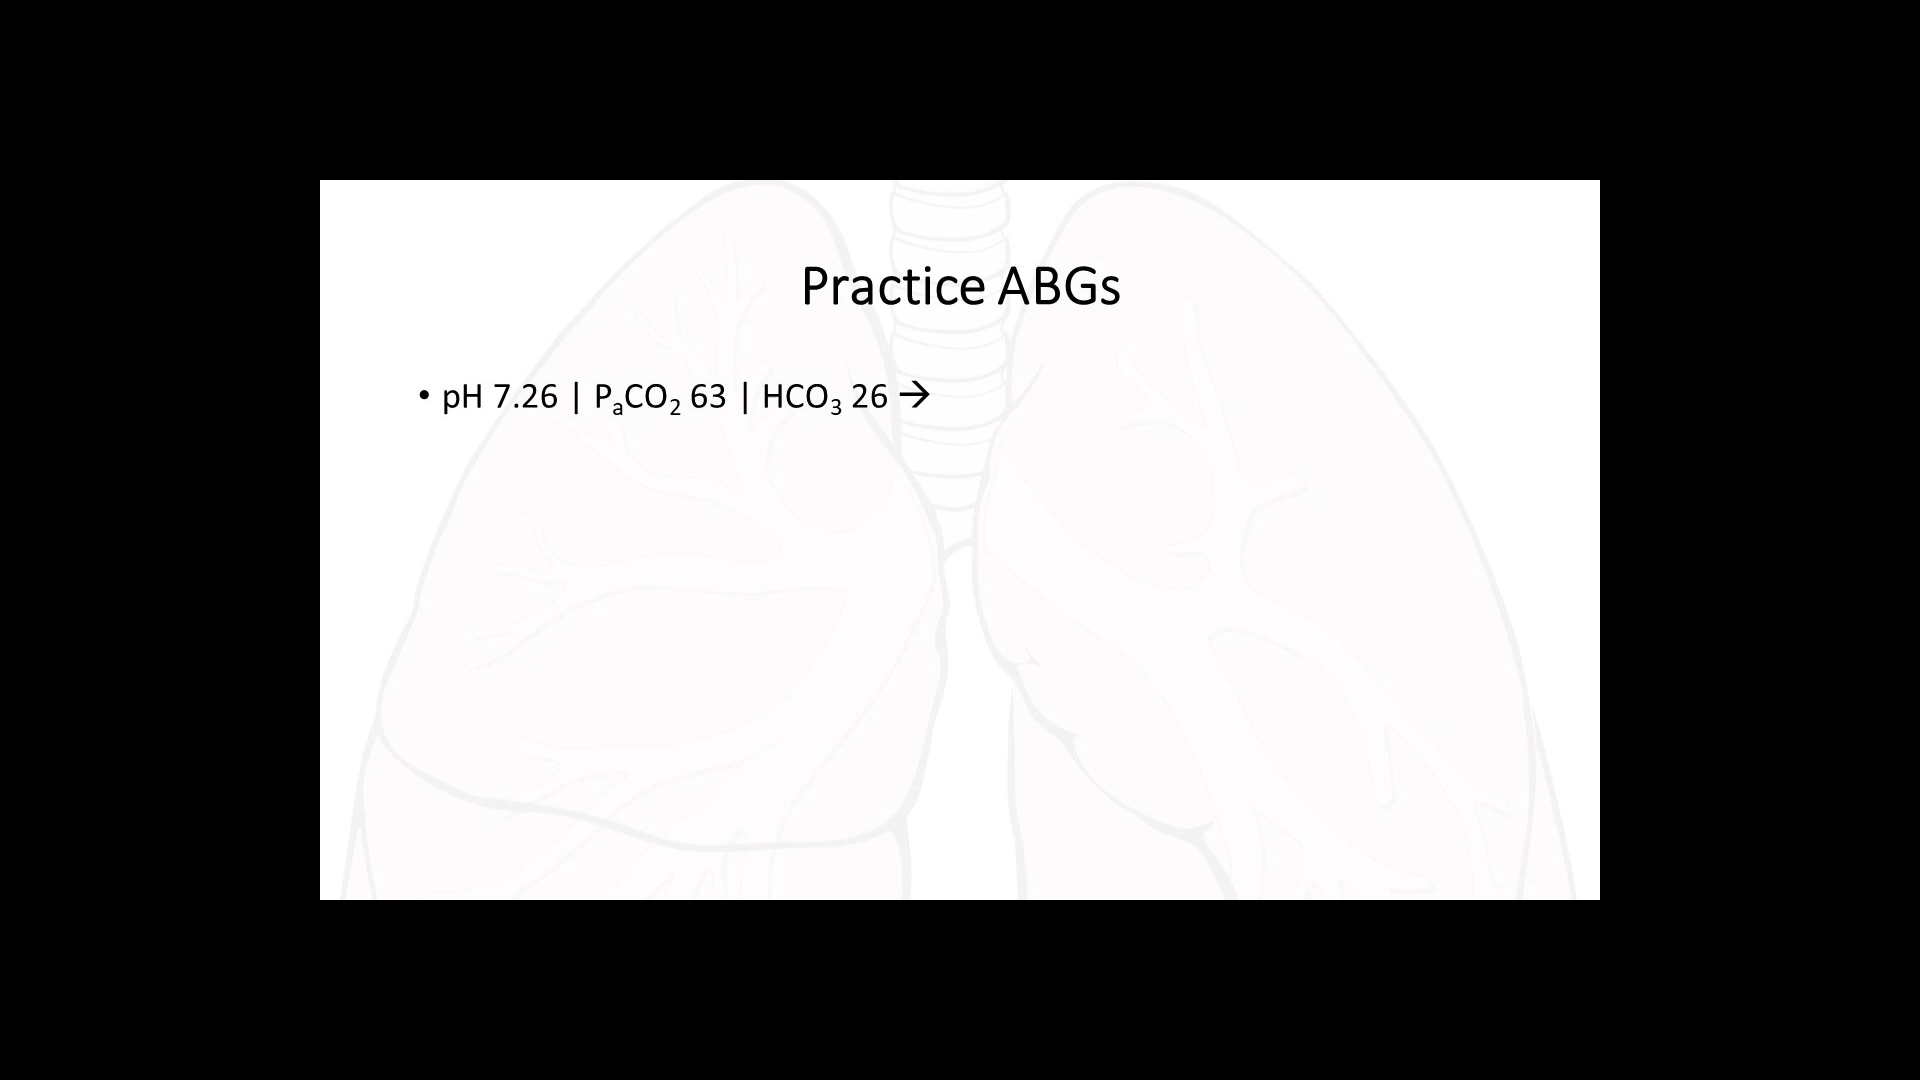 Practice ABGs
• pH 7.26 | PₐCO₂ 63 | HCO₃ 26 →